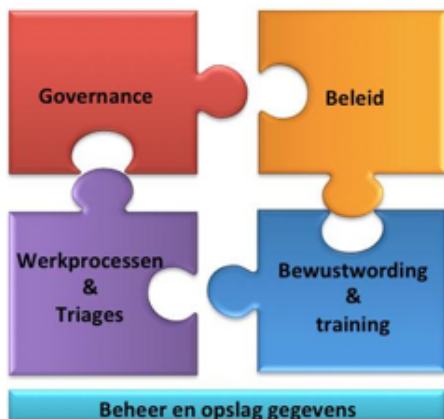 Governance
Beleid
Werkprocessen
&
Triages
Bewustwording
&
training
Beheer en opslag gegevens